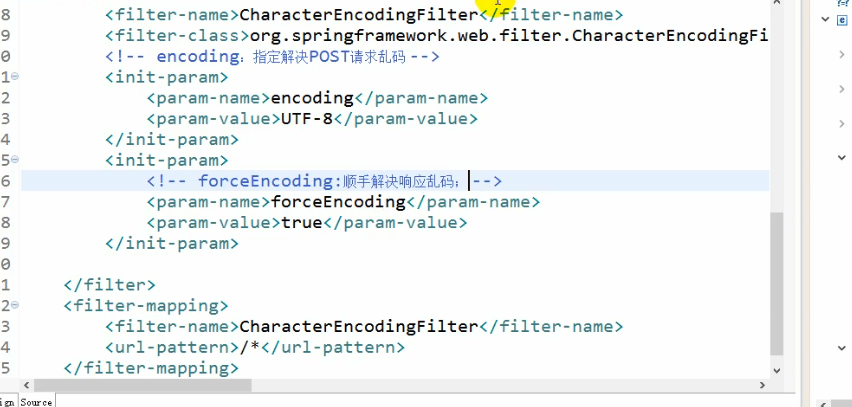 8 <filter-name>CharacterEncodingFilter</filter-name>
9 <filter-class>org.springframework.web.filter.CharacterEncodingFi
0 <!-- encoding：指定解决POST请求乱码 -->
1 <init-param>
2 <param-name>encoding</param-name>
3 <param-value>UTF-8</param-value>
4 </init-param>
5 <init-param>
6 <!-- forceEncoding:顺手解决响应乱码；-->
7 <param-name>forceEncoding</param-name>
8 <param-value>true</param-value>
9 </init-param>
0
1 </filter>
2 <filter-mapping>
3 <filter-name>CharacterEncodingFilter</filter-name>
4 <url-pattern>/*</url-pattern>
5 </filter-mapping>
ign Source